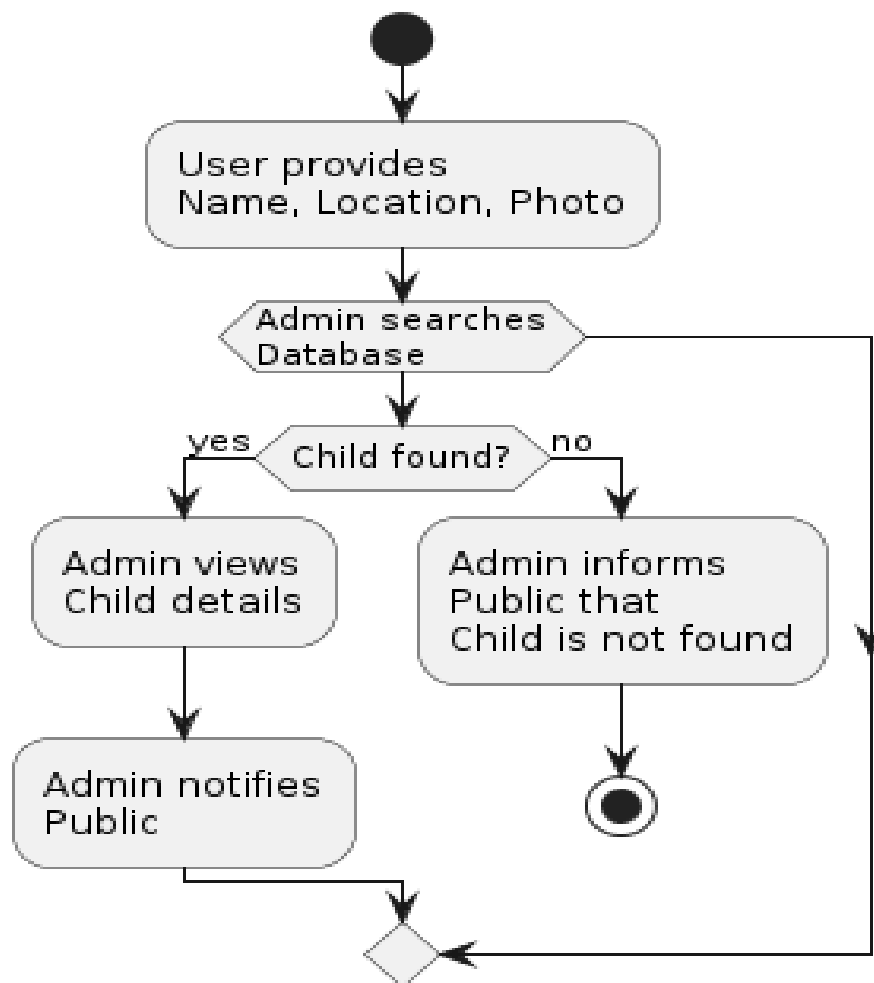 User provides
Name, Location, Photo
Admin searches
Database
yes
Child found?
no
Admin views
Child details
Admin informs
Public that
Child is not found
Admin notifies
Public